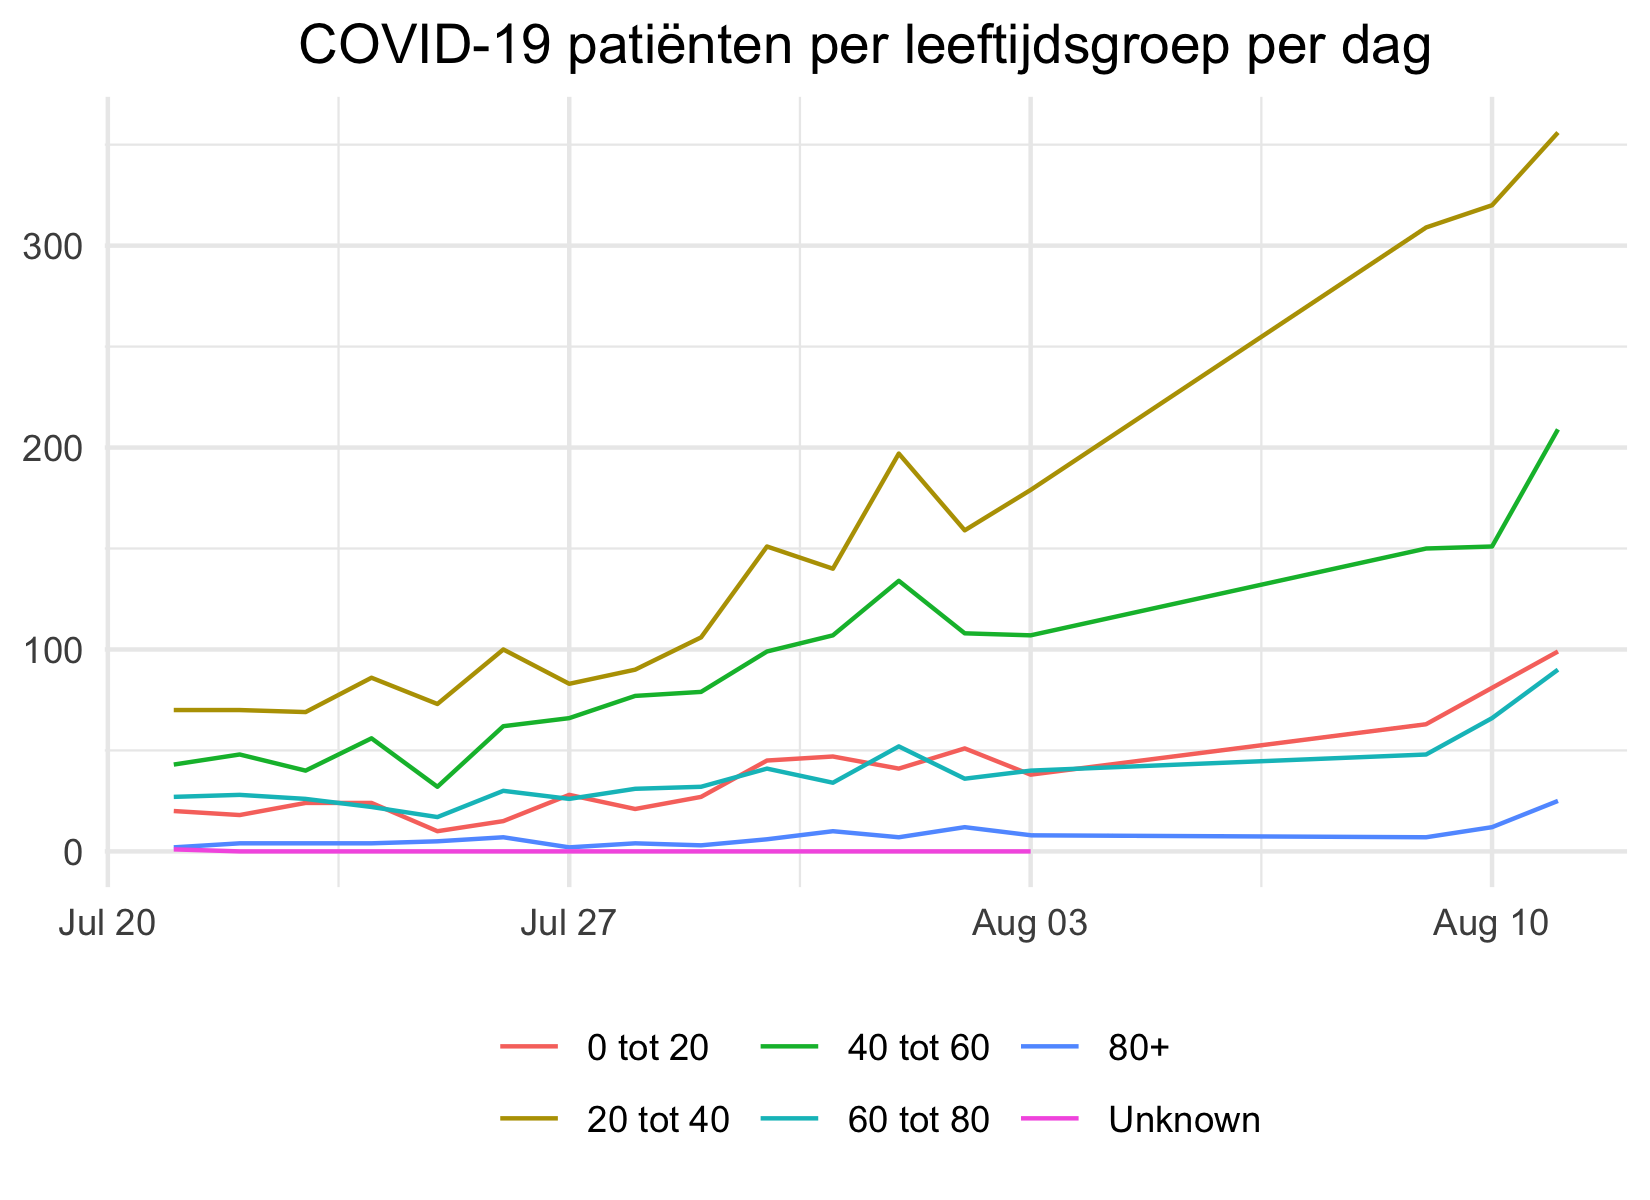 COVID-19 patiënten per leeftijdsgroep per dag
300
200
100
0
Jul 20 Jul 27 Aug 03 Aug 10
0 tot 20 40 tot 60 80+
20 tot 40 60 tot 80 Unknown